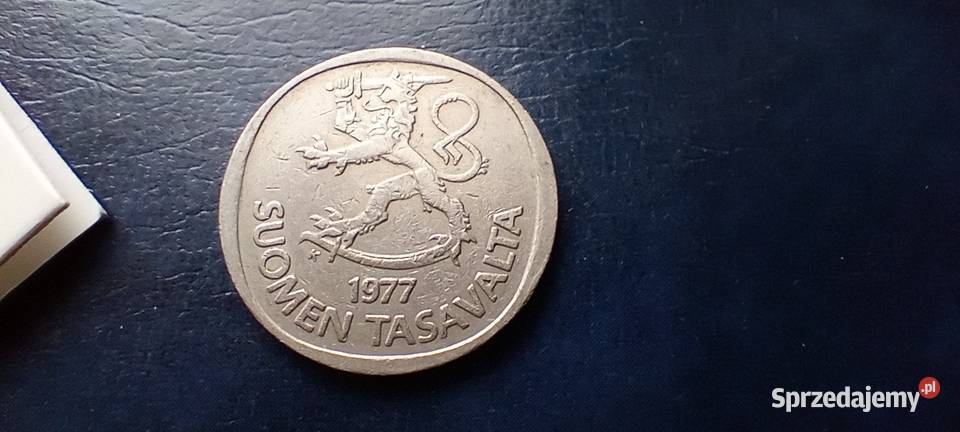 1977
SUOMEN TASAVALTA
Sprzedajemy.pl